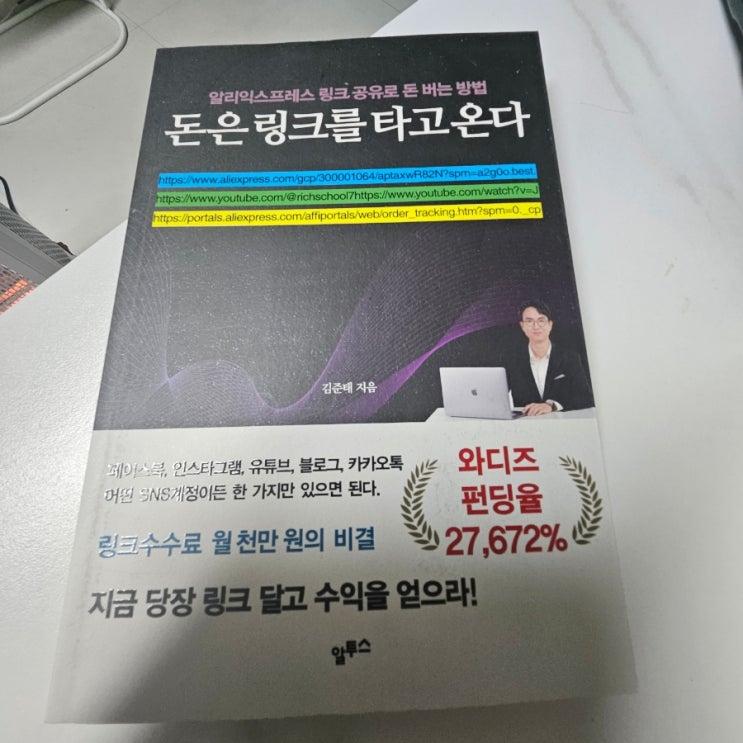 알리익스프레스 링크 공유로 돈 버는 방법
돈은 링크를 타고 온다
https://www.aliexpress.com/gcp/300001064/aptaxwR82N?spm=a2g0o.best.
https://www.youtube.com/@richschool7https://www.youtube.com/watch?v=J
https://portals.aliexpress.com/affiportals/web/order_tracking.htm?spm=0._cp
김준태 지음
페이스북, 인스타그램, 유튜브, 블로그, 카카오톡
어떤 SNS계정이든 한 가지만 있으면 된다.
링크수수료 월 천만 원의 비결
와디즈
펀딩율
27,672%
지금 당장 링크 달고 수익을 얻으라!
알투스